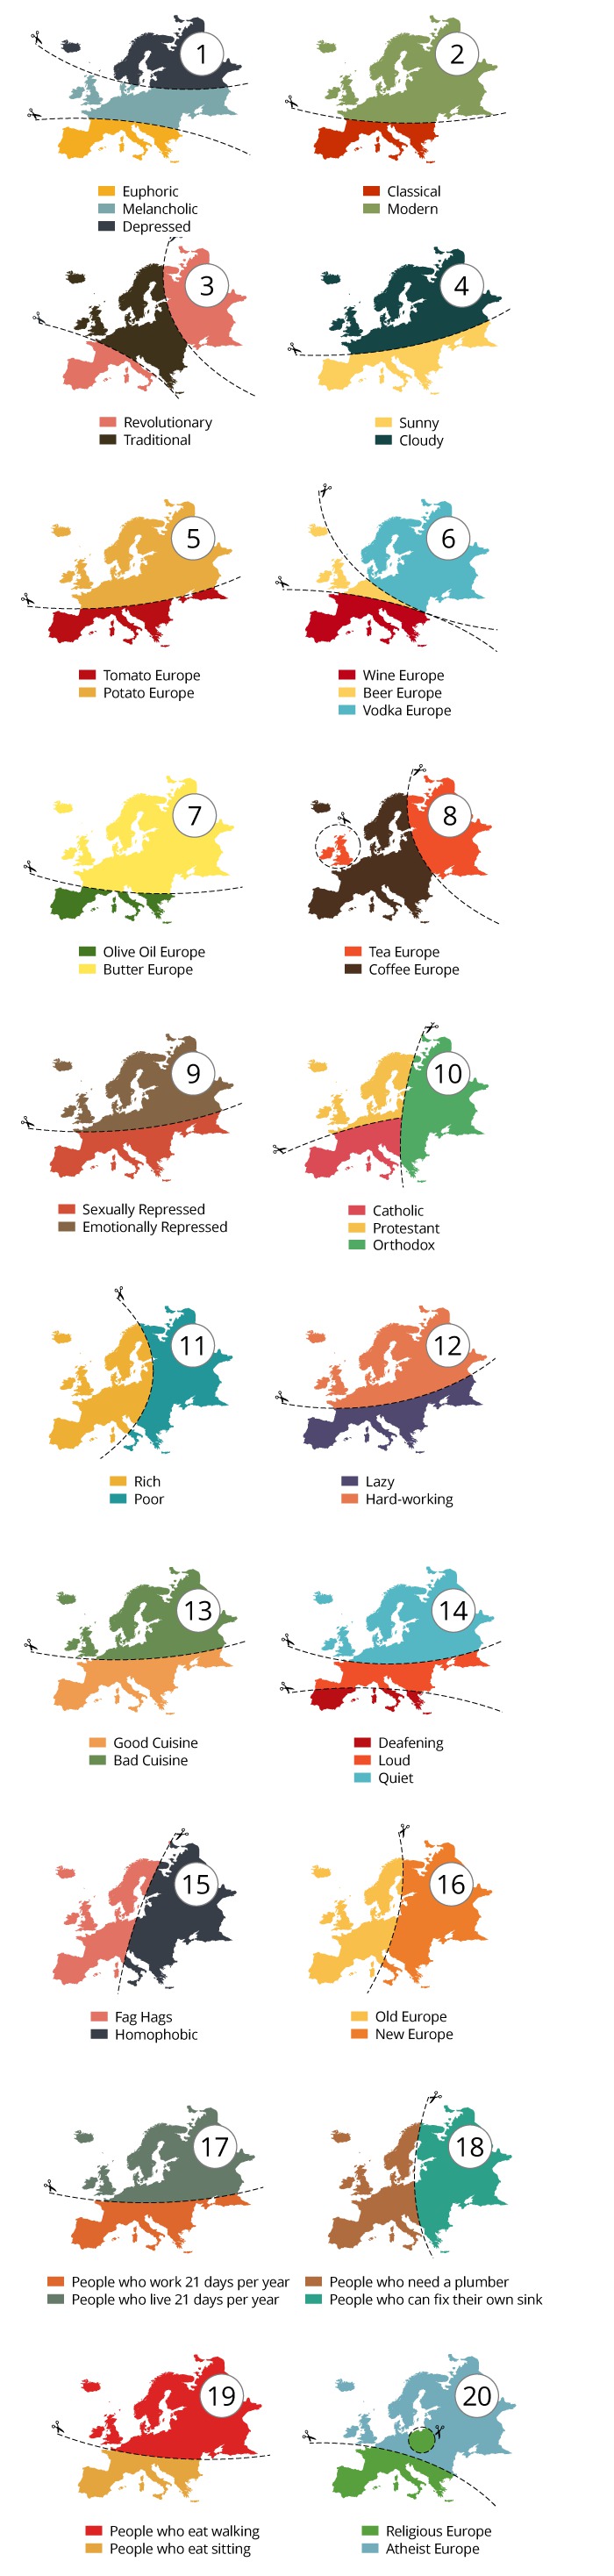 1
2
Euphoric
Melancholic
Depressed
Classical
Modern
3
4
Revolutionary
Traditional
Sunny
Cloudy
5
6
Tomato Europe
Potato Europe
Wine Europe
Beer Europe
Vodka Europe
7
8
Olive Oil Europe
Butter Europe
Tea Europe
Coffee Europe
9
10
Sexually Repressed
Emotionally Repressed
Catholic
Protestant
Orthodox
11
12
Rich
Poor
Lazy
Hard-working
13
14
Good Cuisine
Bad Cuisine
Deafening
Loud
Quiet
15
16
Fag Hags
Homophobic
Old Europe
New Europe
17
18
People who work 21 days per year
People who live 21 days per year
People who need a plumber
People who can fix their own sink
19
20
People who eat walking
People who eat sitting
Religious Europe
Atheist Europe